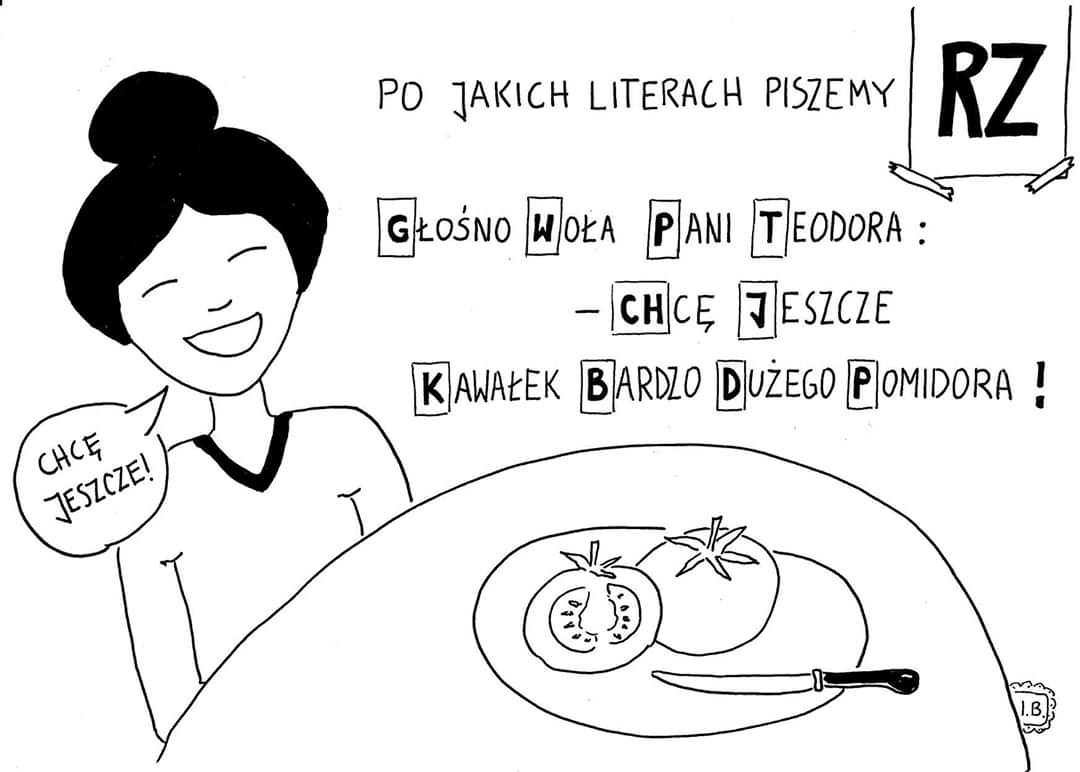 PO JAKICH LITERACH PISZEMY RZ
GŁOŚNO WOŁA PANI TEODORA:
– CHCĘ JESZCZE
KAWAŁEK BARDZO DUŻEGO POMIDORA!
CHCĘ
JESZCZE!
I.B.